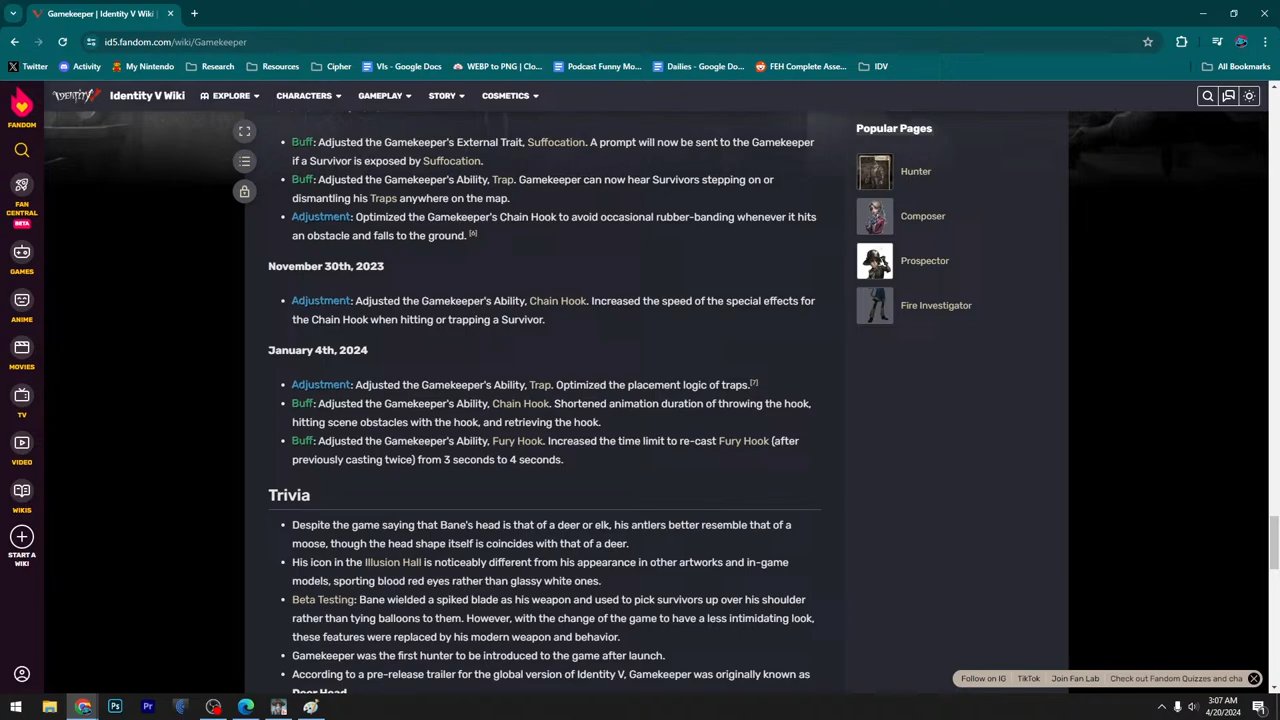 Gamekeeper | Identity V Wiki |
id5.fandom.com/wiki/Gamekeeper
Twitter
Activity
My Nintendo
Research
Resources
Cipher
VIs - Google Docs
WEBP to PNG | Clo...
Podcast Funny Mo...
Dailies - Google Do...
FEH Complete Asse...
IDV
All Bookmarks
FANDOM
FAN CENTRAL
BETA
GAMES
ANIME
MOVIES
TV
VIDEO
WIKIS
START A WIKI
IDENTITY V
Identity V Wiki
EXPLORE
CHARACTERS
GAMEPLAY
STORY
COSMETICS
Buff: Adjusted the Gamekeeper's External Trait, Suffocation. A prompt will now be sent to the Gamekeeper
if a Survivor is exposed by Suffocation.
Buff: Adjusted the Gamekeeper's Ability, Trap. Gamekeeper can now hear Survivors stepping on or
dismantling his Traps anywhere on the map.
Adjustment: Optimized the Gamekeeper's Chain Hook to avoid occasional rubber-banding whenever it hits
an obstacle and falls to the ground. [6]
November 30th, 2023
Adjustment: Adjusted the Gamekeeper's Ability, Chain Hook. Increased the speed of the special effects for
the Chain Hook when hitting or trapping a Survivor.
January 4th, 2024
Adjustment: Adjusted the Gamekeeper's Ability, Trap. Optimized the placement logic of traps.[7]
Buff: Adjusted the Gamekeeper's Ability, Chain Hook. Shortened animation duration of throwing the hook,
hitting scene obstacles with the hook, and retrieving the hook.
Buff: Adjusted the Gamekeeper's Ability, Fury Hook. Increased the time limit to re-cast Fury Hook (after
previously casting twice) from 3 seconds to 4 seconds.
Trivia
Despite the game saying that Bane's head is that of a deer or elk, his antlers better resemble that of a
moose, though the head shape itself is coincides with that of a deer.
His icon in the Illusion Hall is noticeably different from his appearance in other artworks and in-game
models, sporting blood red eyes rather than glassy white ones.
Beta Testing: Bane wielded a spiked blade as his weapon and used to pick survivors up over his shoulder
rather than tying balloons to them. However, with the change of the game to have a less intimidating look,
these features were replaced by his modern weapon and behavior.
Gamekeeper was the first hunter to be introduced to the game after launch.
According to a pre-release trailer for the global version of Identity V, Gamekeeper was originally known as
Deer Head
Popular Pages
Hunter
Composer
Prospector
Fire Investigator
Follow on IG
TikTok
Join Fan Lab
Check out Fandom Quizzes and cha
3:07 AM
4/20/2024